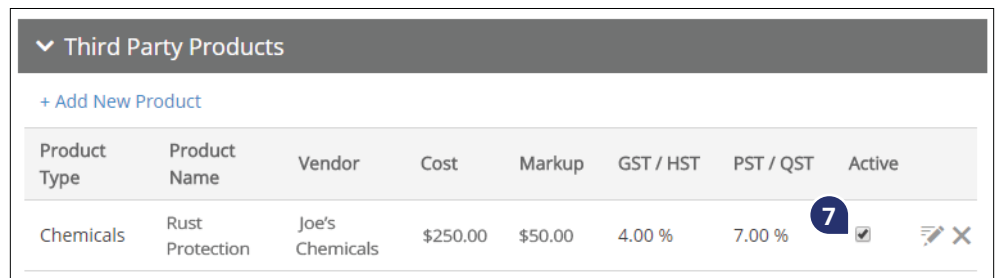 Third Party Products
+ Add New Product
Product Type Product Name Vendor Cost Markup GST / HST PST / QST Active
Chemicals Rust Protection Joe's Chemicals $250.00 $50.00 4.00 % 7.00 % 7